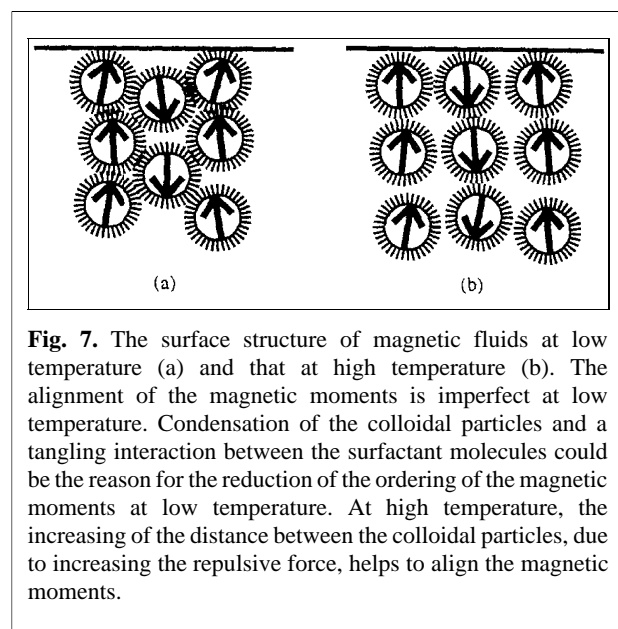 (a) (b)
Fig. 7. The surface structure of magnetic fluids at low
temperature (a) and that at high temperature (b). The
alignment of the magnetic moments is imperfect at low
temperature. Condensation of the colloidal particles and a
tangling interaction between the surfactant molecules could
be the reason for the reduction of the ordering of the magnetic
moments at low temperature. At high temperature, the
increasing of the distance between the colloidal particles, due
to increasing the repulsive force, helps to align the magnetic
moments.